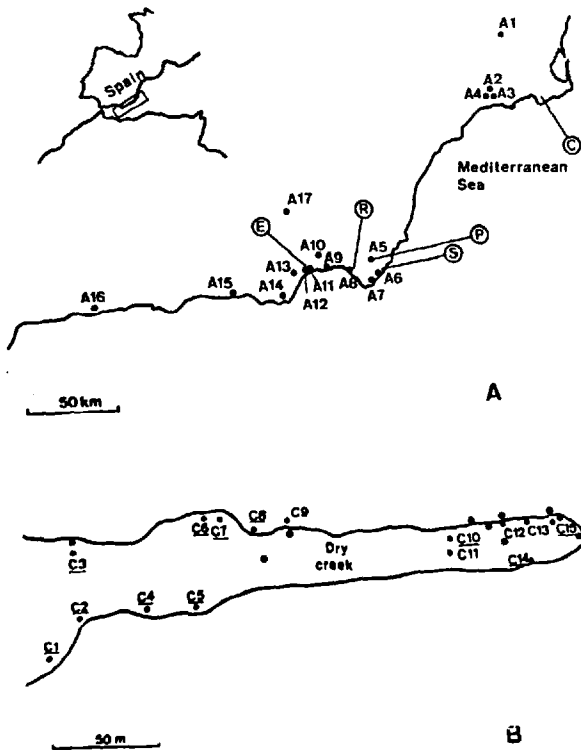 A1
Spain
A2
A4 A3
C
Mediterranean
Sea
A17
R
E
P
A10
A5
A9
S
A13
A8
A6
A15
A14
A11
A7
A12
A16
50 km
A
C6 C7
C8
C9
C10
C12
C13
C15
Dry
creek
C3
C11
C14
C4
C5
C2
C1
50 m
B